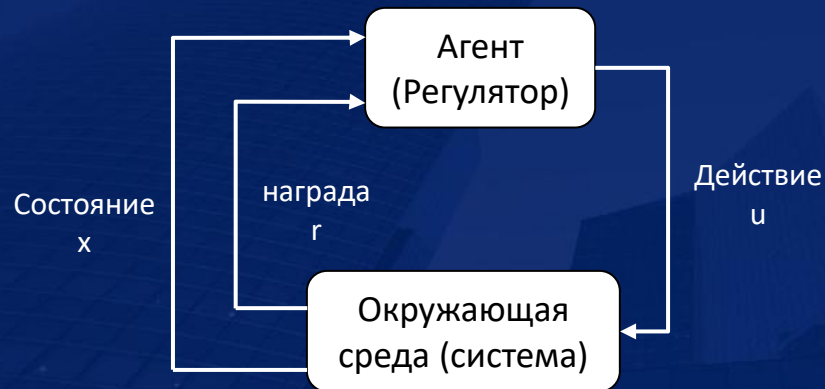 Агент
(Регулятор)
Состояние
x
награда
r
Действие
u
Окружающая
среда (система)